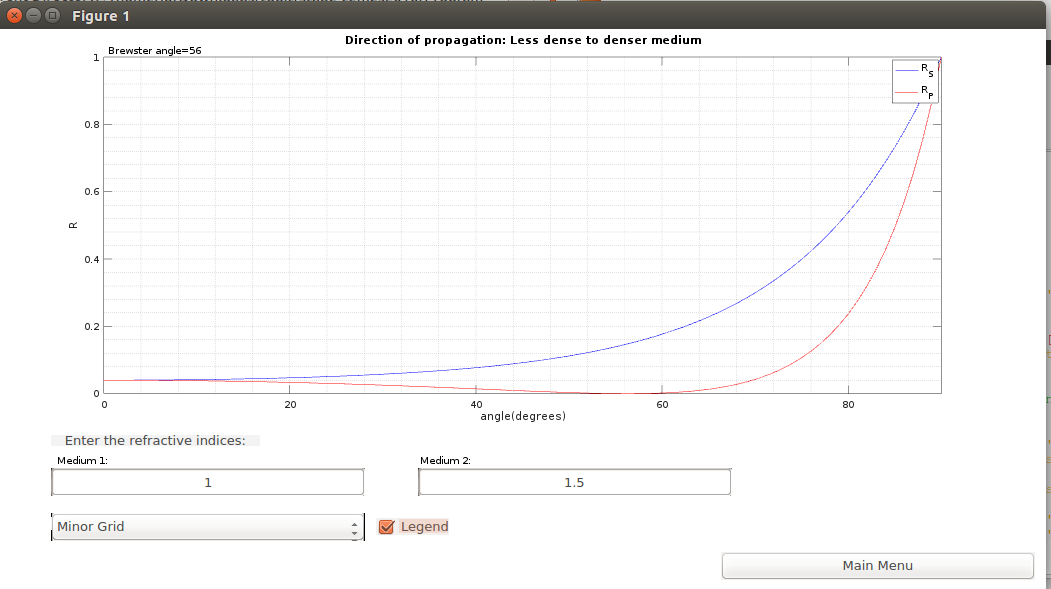 Figure 1
Direction of propagation: Less dense to denser medium
Brewster angle=56
1
0.8
0.6
0.4
0.2
0
R
R_S
R_P
0 20 40 60 80
angle(degrees)
Enter the refractive indices:
Medium 1: Medium 2:
1 1.5
Minor Grid Legend
Main Menu